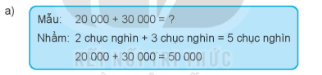 a)
Mẫu: 20 000 + 30 000 = ?
Nhẩm: 2 chục nghìn + 3 chục nghìn = 5 chục nghìn
20 000 + 30 000 = 50 000